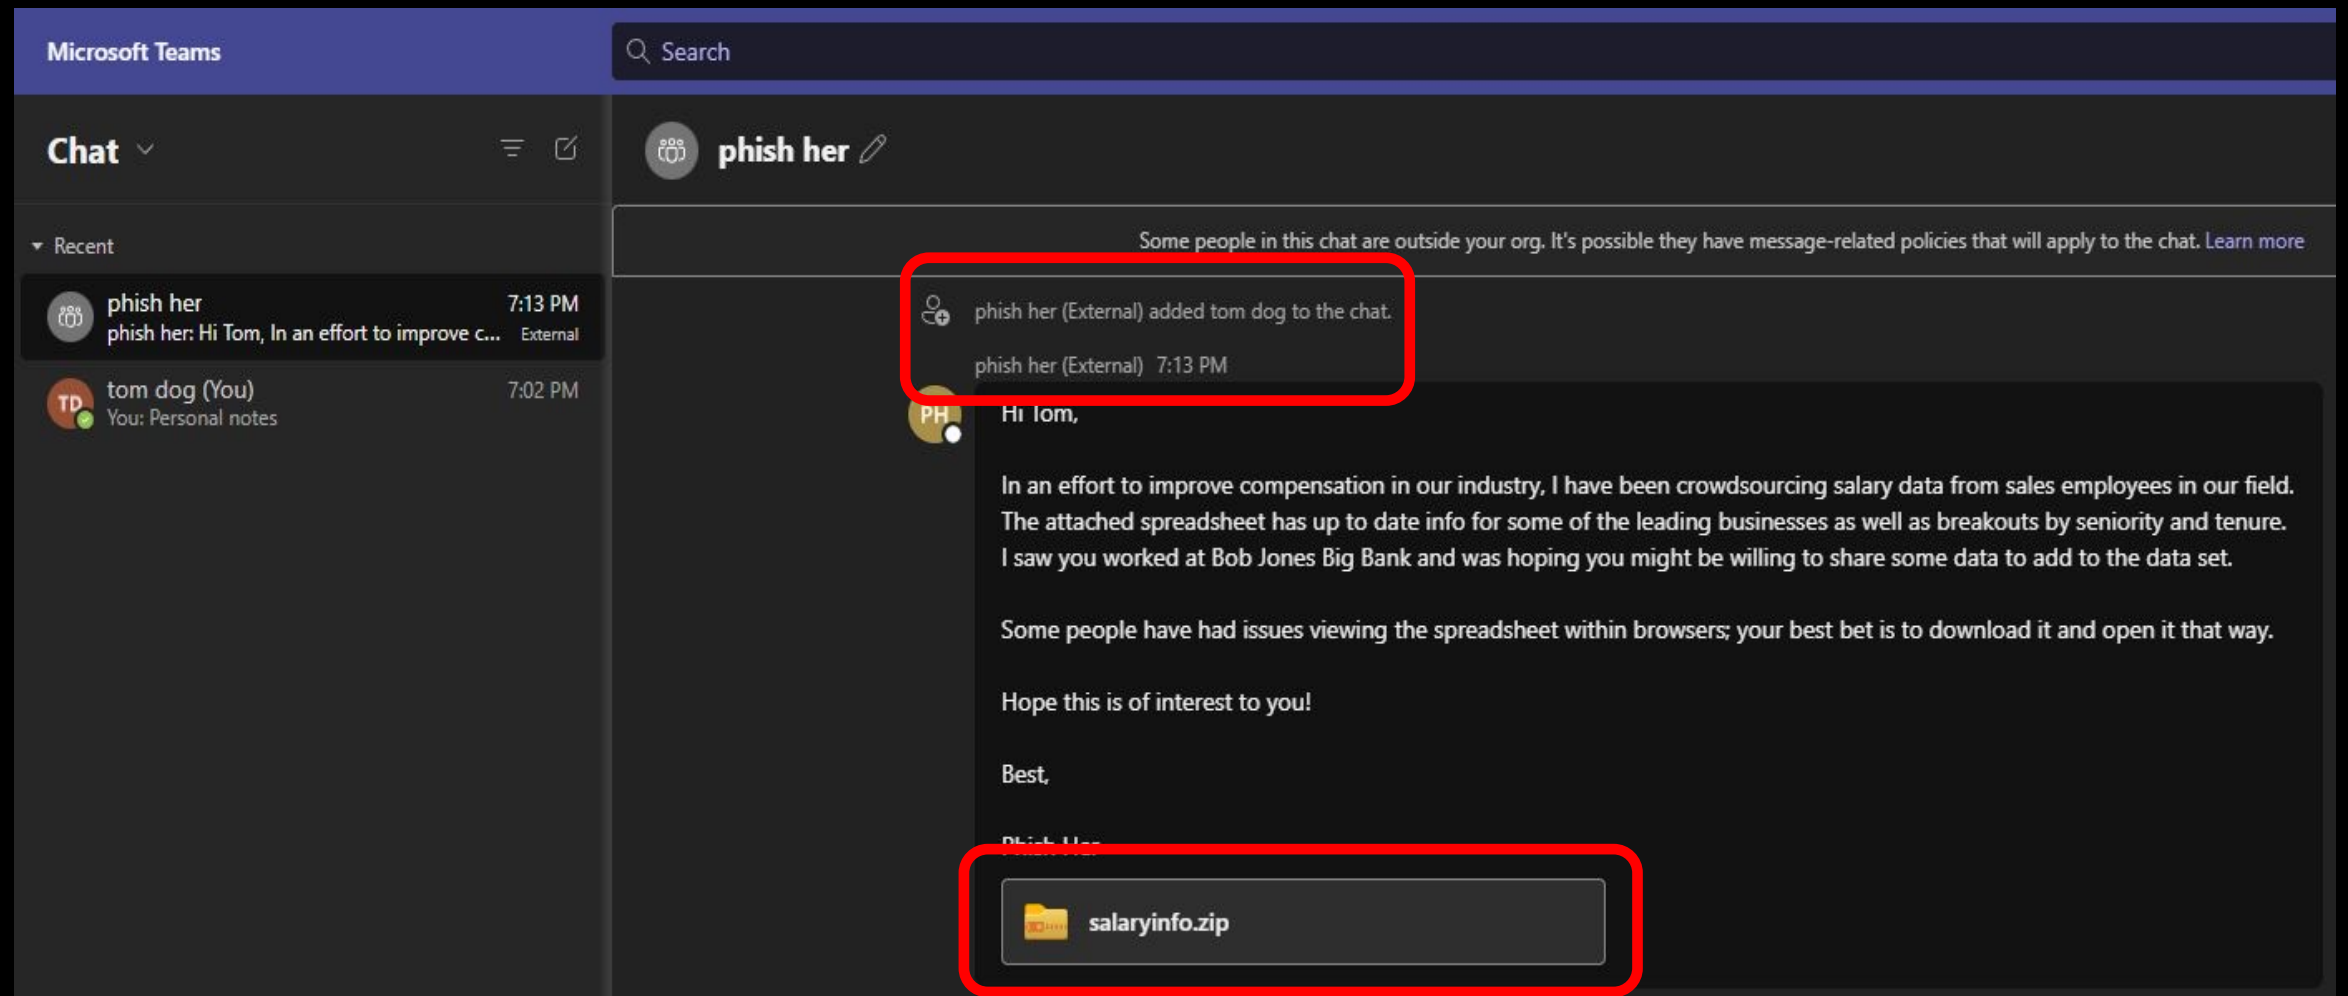 Microsoft Teams
Search
Chat
Recent
phish her
7:13 PM
phish her: Hi Tom, In an effort to improve c...
External
TD
tom dog (You)
7:02 PM
You: Personal notes
phish her
Some people in this chat are outside your org. It's possible they have message-related policies that will apply to the chat. Learn more
phish her (External) added tom dog to the chat.
phish her (External) 7:13 PM
PH
Hi Tom,
In an effort to improve compensation in our industry, I have been crowdsourcing salary data from sales employees in our field.
The attached spreadsheet has up to date info for some of the leading businesses as well as breakouts by seniority and tenure.
I saw you worked at Bob Jones Big Bank and was hoping you might be willing to share some data to add to the data set.
Some people have had issues viewing the spreadsheet within browsers; your best bet is to download it and open it that way.
Hope this is of interest to you!
Best,
Phish Her
salaryinfo.zip